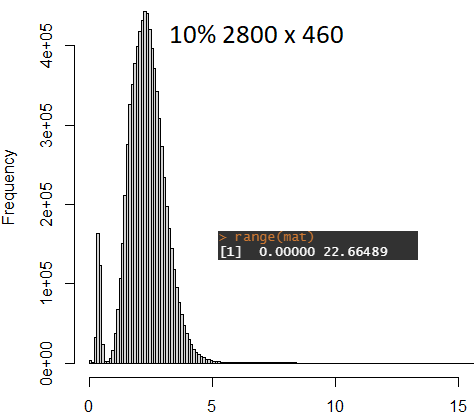 10% 2800 x 460
4e+05
3e+05
Frequency
2e+05
> range(mat)
[1] 0.00000 22.66489
1e+05
0e+00
0 5 10 15